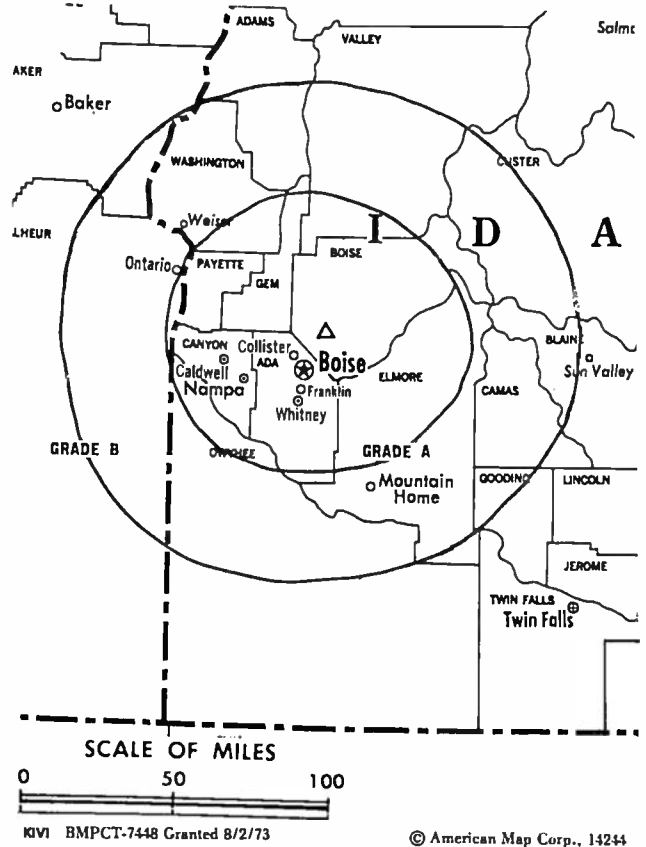 ADAMS
VALLEY
Salmo
AKER
Baker
CUSTER
WASHINGTON
Weiser
LHEUR
I D A
BOISE
Ontario
PAYETTE
GEM
BLAINE
Sun Valley
CANYON
Collister
ADA
Boise
Caldwell
Nampa
ELMORE
Franklin
CAMAS
Whitney
GRADE B
GRADE A
OWYHEE
Mountain
Home
GOODING
LINCOLN
JEROME
TWIN FALLS
Twin Falls
SCALE OF MILES
0 50 100
KIVI BMPCT-7448 Granted 8/2/73
© American Map Corp., 14244